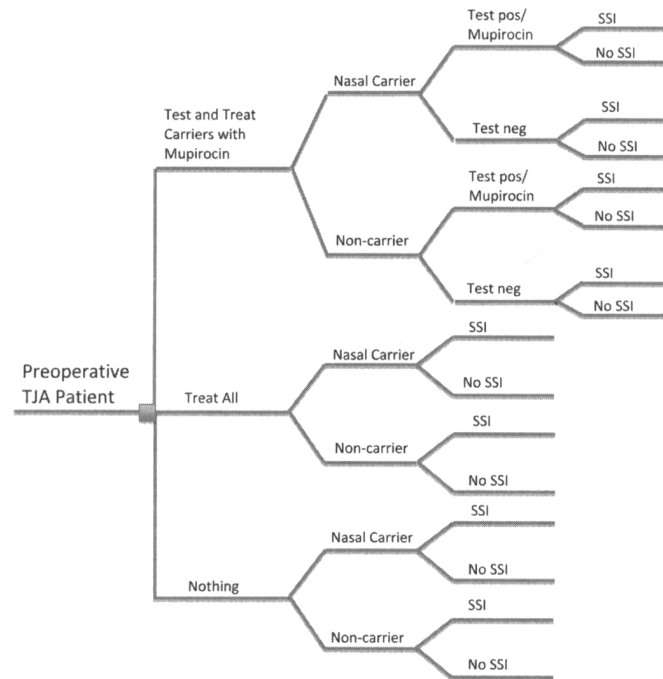 Test pos/
Mupirocin
SSI
No SSI
Nasal Carrier
Test and Treat
Carriers with
Mupirocin
Test neg
SSI
No SSI
Test pos/
Mupirocin
SSI
No SSI
Non-carrier
Test neg
SSI
No SSI
Preoperative
TJA Patient
Treat All
Nasal Carrier
SSI
No SSI
Non-carrier
SSI
No SSI
Nothing
Nasal Carrier
SSI
No SSI
Non-carrier
SSI
No SSI